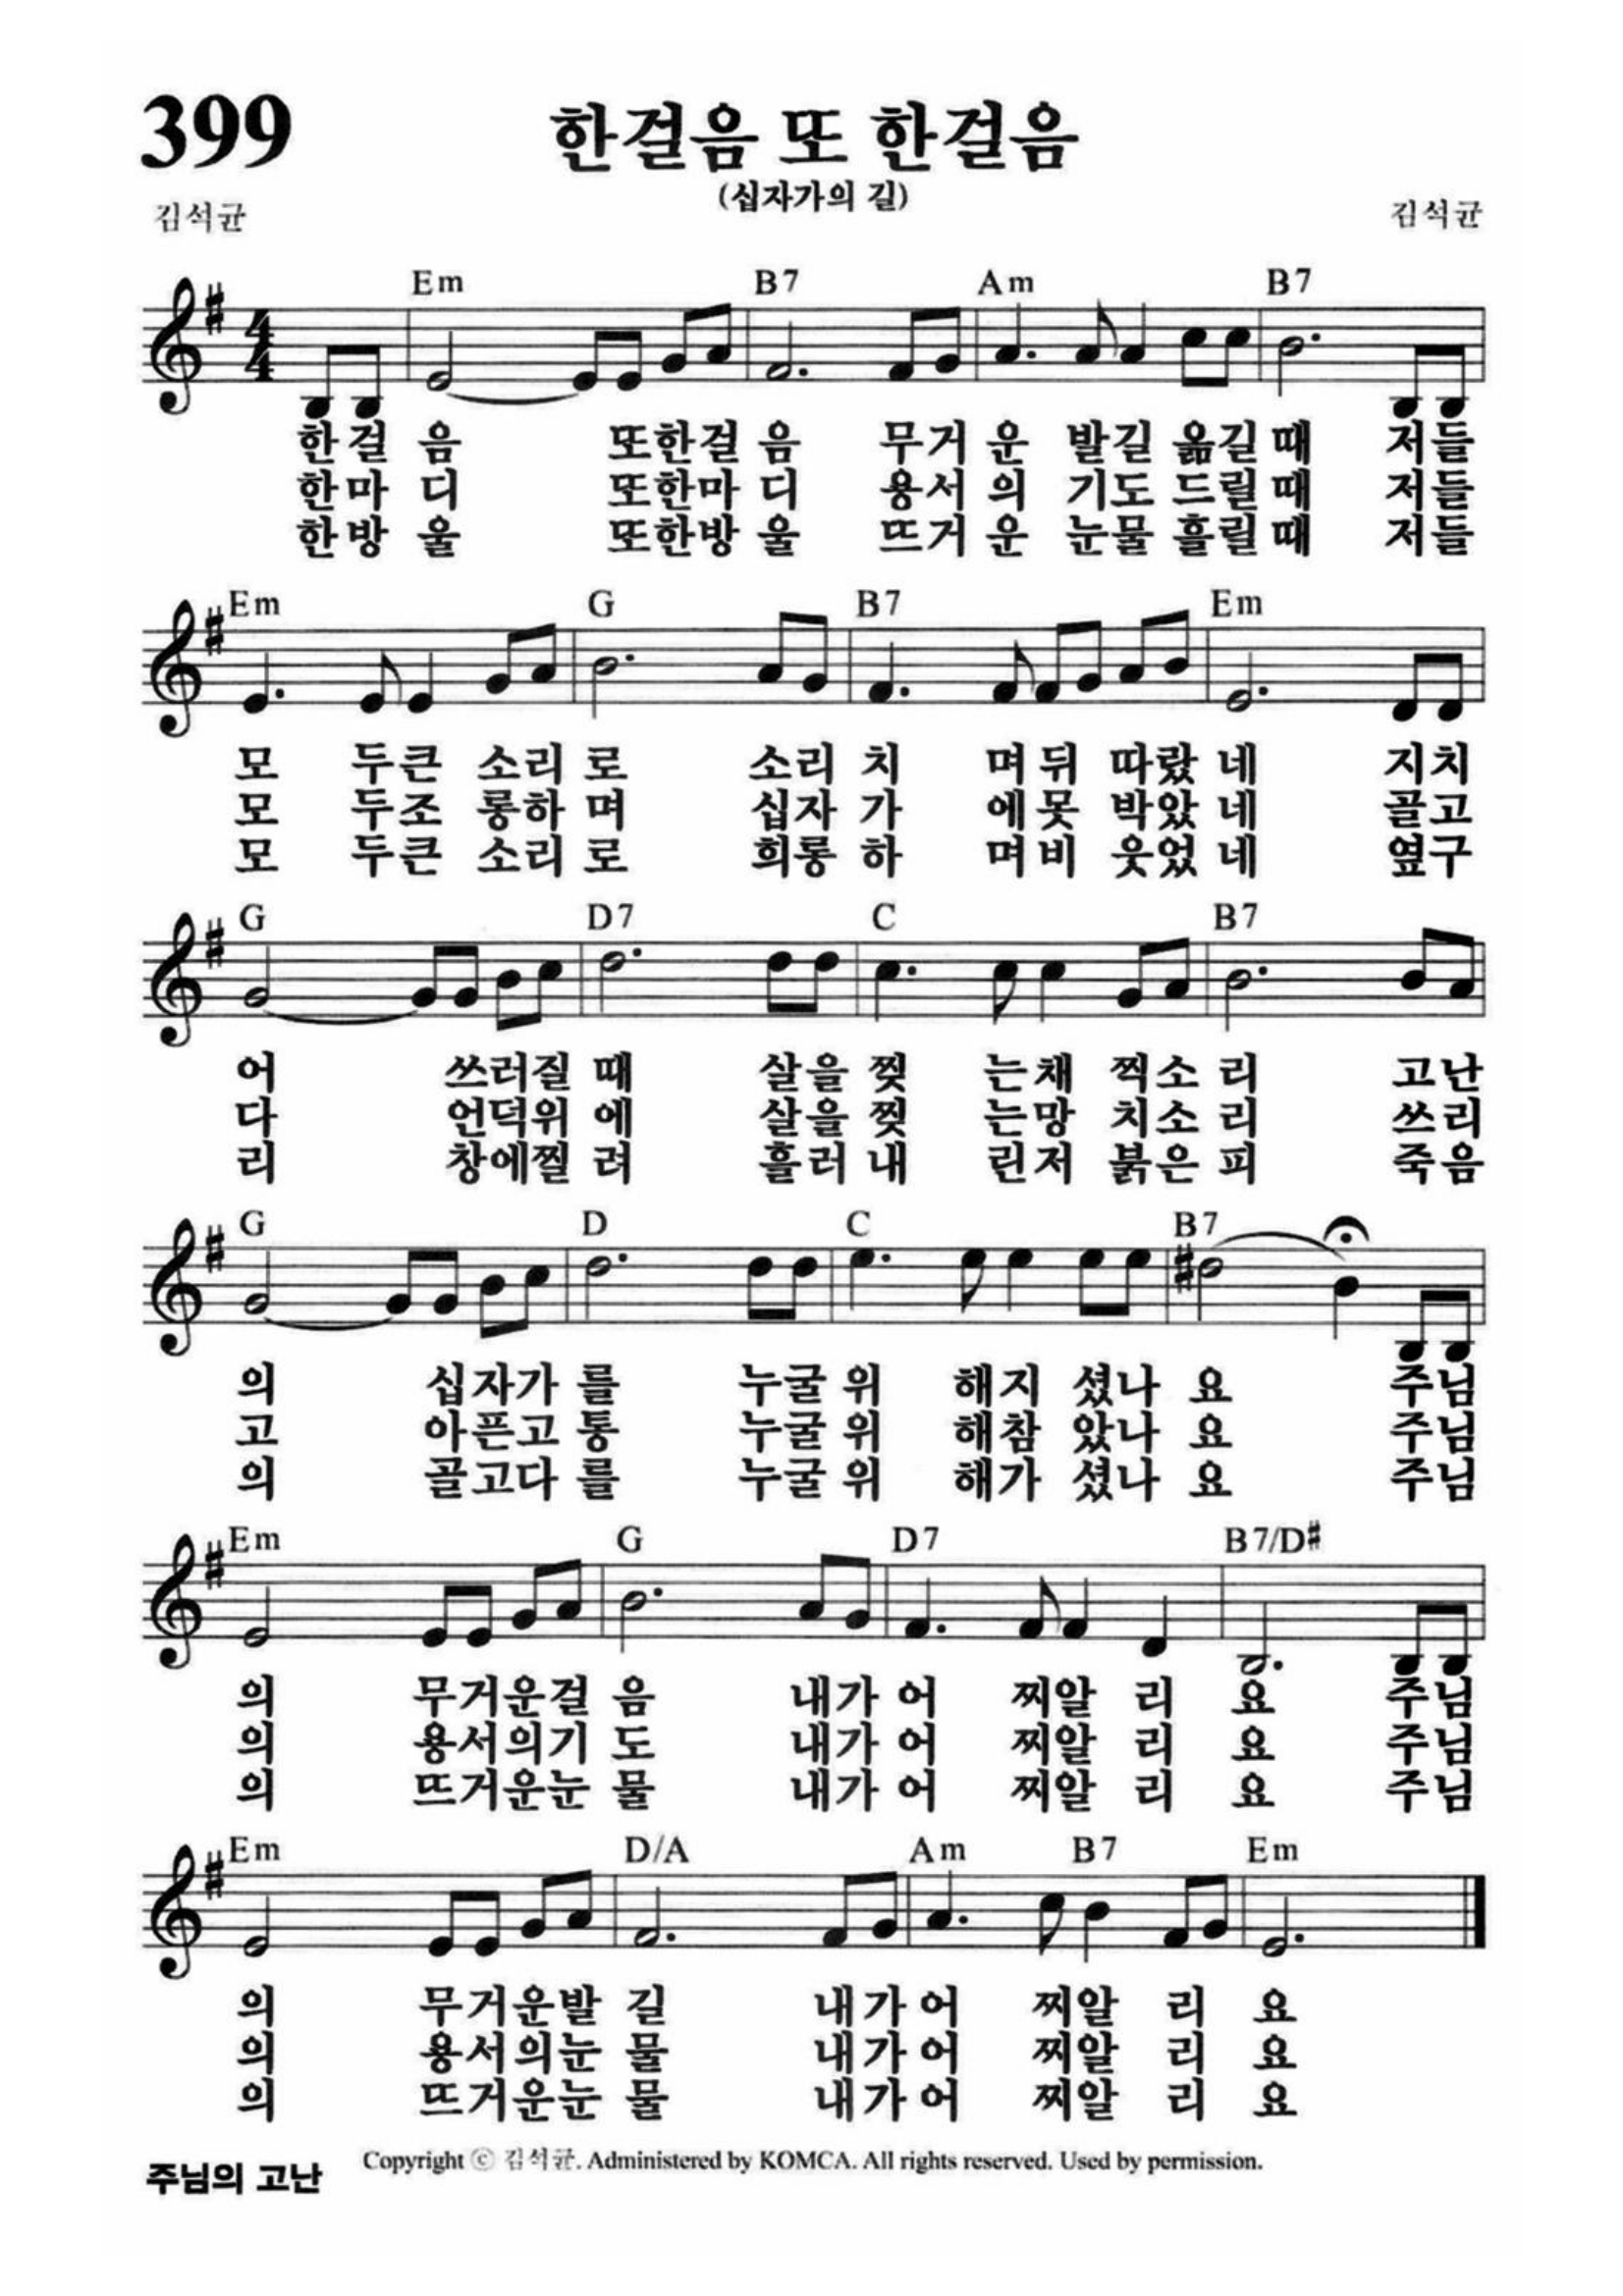 399
한걸음 또 한걸음
(십자가의 길)
김석균 김석균
Em B7 Am B7
한걸 음 또한걸 음 무거 운 발길 옮길 때 저들
한마 디 또한마 디 용서 의 기도 드릴 때 저들
한방 울 또한방 울 뜨거 운 눈물 흘릴 때 저들
Em G B7 Em
모 두큰 소리 로 소리 치 며뒤 따랐 네 지치
모 두조 롱하 며 십자 가 에못 박았 네 골고
모 두큰 소리 로 희롱 하 며비 웃었 네 옆구
G D7 C B7
어 쓰러질 때 살을 찢 는채 찍소 리 고난
다 언덕위 에 살을 찢 는망 치소 리 쓰리
리 창에찔 려 흘러 내 린저 붉은 피 죽음
G D C B7
의 십자가 를 누굴 위 해지 셨나 요 주님
고 아픈고 통 누굴 위 해참 았나 요 주님
의 골고다 를 누굴 위 해가 셨나 요 주님
Em G D7 B7/D#
의 무거운걸 음 내가 어 찌알 리 요 주님
의 용서의기 도 내가 어 찌알 리 요 주님
의 뜨거운눈 물 내가 어 찌알 리 요 주님
Em D/A Am B7 Em
의 무거운발 길 내가 어 찌알 리 요
의 용서의눈 물 내가 어 찌알 리 요
의 뜨거운눈 물 내가 어 찌알 리 요
주님의 고난 Copyright ⓒ 김석균. Administered by KOMCA. All rights reserved. Used by permission.